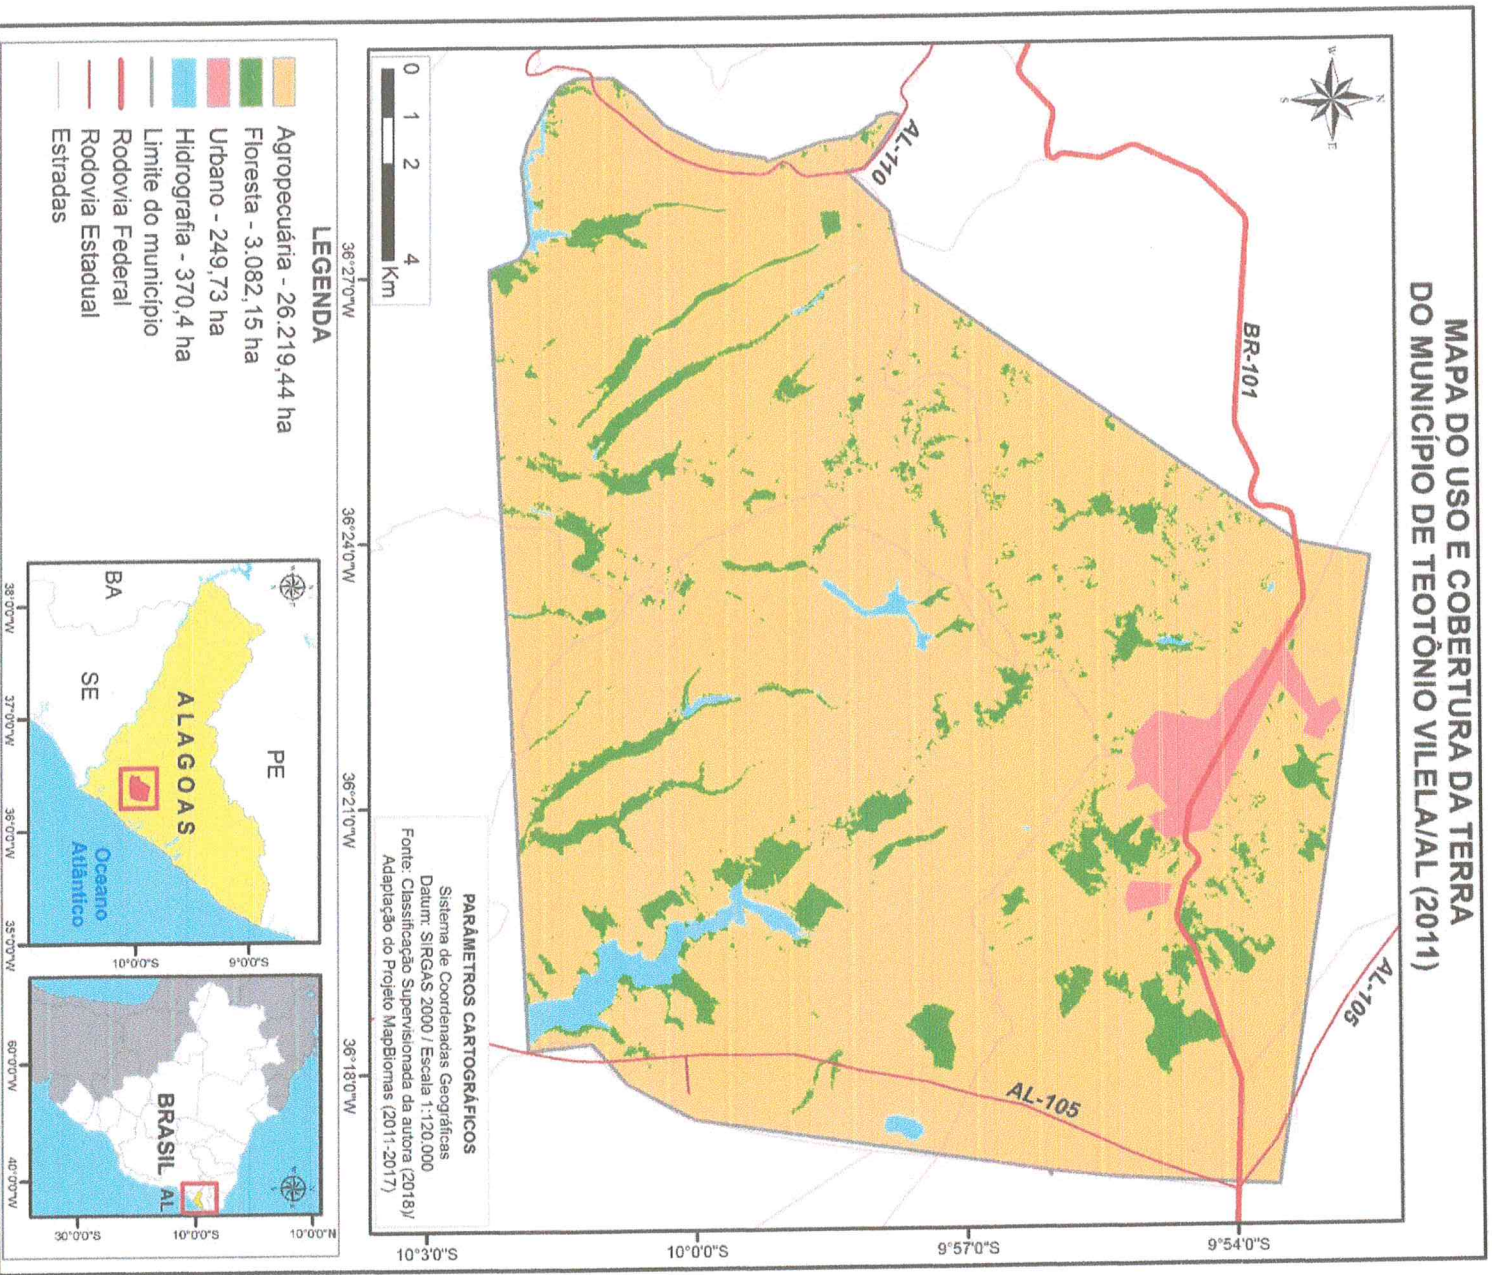 MAPA DO USO E COBERTURA DA TERRA
DO MUNICÍPIO DE TEOTÔNIO VILELA/AL (2011)
N
W
E
S
BR-101
AL-105
AL-110
AL-105
9°54'0"S
9°57'0"S
10°0'0"S
10°3'0"S
36°27'0"W
36°24'0"W
36°21'0"W
36°18'0"W
0 1 2 4
Km
PARÂMETROS CARTOGRÁFICOS
Sistema de Coordenadas Geográficas
Datum: SIRGAS 2000 / Escala 1:120.000
Fonte: Classificação Supervisionada da autora (2018)/
Adaptação do Projeto MapBiomas (2011-2017)
LEGENDA
Agropecuária - 26.219,44 ha
Floresta - 3.082,15 ha
Urbano - 249,73 ha
Hidrografia - 370,4 ha
Limite do município
Rodovia Federal
Rodovia Estadual
Estradas
PE
ALAGOAS
BA
SE
Oceano
Atlântico
9°0'0"S
10°0'0"S
38°0'0"W
37°0'0"W
36°0'0"W
35°0'0"W
BRASIL
AL
10°0'0"N
10°0'0"S
30°0'0"S
60°0'0"W
40°0'0"W